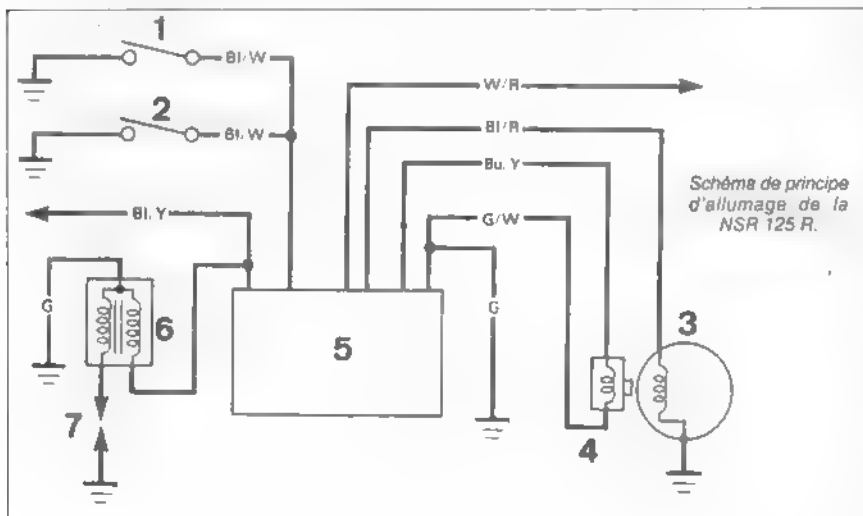 1
Bl/W
2
Bl/W
W/R
Bl/R
Bu.Y
Schéma de principe
d'allumage de la
NSR 125 R.
Bl.Y
G/W
G
6
5
G
3
7
4